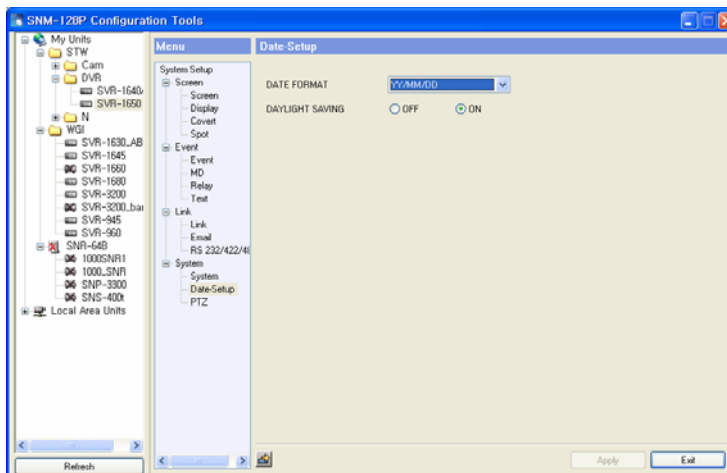 SNM-128P Configuration Tools
My Units
STW
Cam
DVR
SVR-1640
SVR-1650
N
WGI
SVR-1630_AB
SVR-1645
SVR-1660
SVR-1680
SVR-3200
SVR-3200_bar
SVR-945
SVR-960
SNR-64B
1000SNR1
1000_SNR
SNP-3300
SNS-400t
Local Area Units
Refresh
Menu
System Setup
Screen
Screen
Display
Covert
Spot
Event
Event
MD
Relay
Text
Link
Link
Email
RS 232/422/48
System
System
Date-Setup
PTZ
Date-Setup
DATE FORMAT YY/MM/DD
DAYLIGHT SAVING OFF ON
Apply Exit